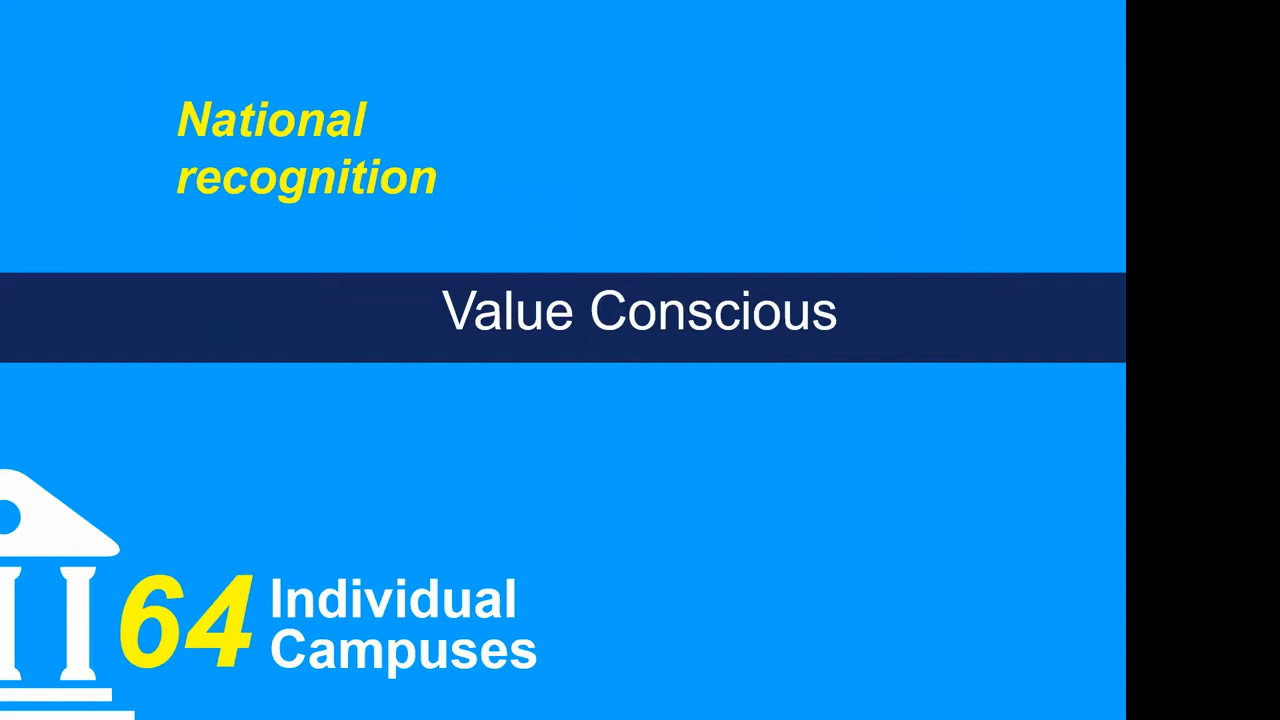 National
recognition
Value Conscious
64 Individual
Campuses